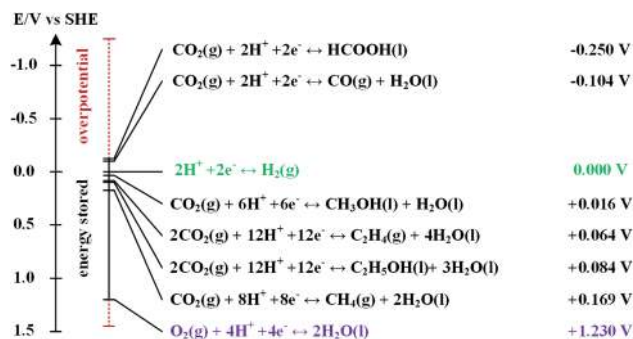 E/V vs SHE
-1.0
-0.5
0.0
0.5
1.0
1.5
overpotential
energy stored
CO₂(g) + 2H⁺ +2e⁻ ↔ HCOOH(l) -0.250 V
CO₂(g) + 2H⁺ +2e⁻ ↔ CO(g) + H₂O(l) -0.104 V
2H⁺ +2e⁻ ↔ H₂(g) 0.000 V
CO₂(g) + 6H⁺ +6e⁻ ↔ CH₃OH(l) + H₂O(l) +0.016 V
2CO₂(g) + 12H⁺ +12e⁻ ↔ C₂H₄(g) + 4H₂O(l) +0.064 V
2CO₂(g) + 12H⁺ +12e⁻ ↔ C₂H₅OH(l)+ 3H₂O(l) +0.084 V
CO₂(g) + 8H⁺ +8e⁻ ↔ CH₄(g) + 2H₂O(l) +0.169 V
O₂(g) + 4H⁺ +4e⁻ ↔ 2H₂O(l) +1.230 V